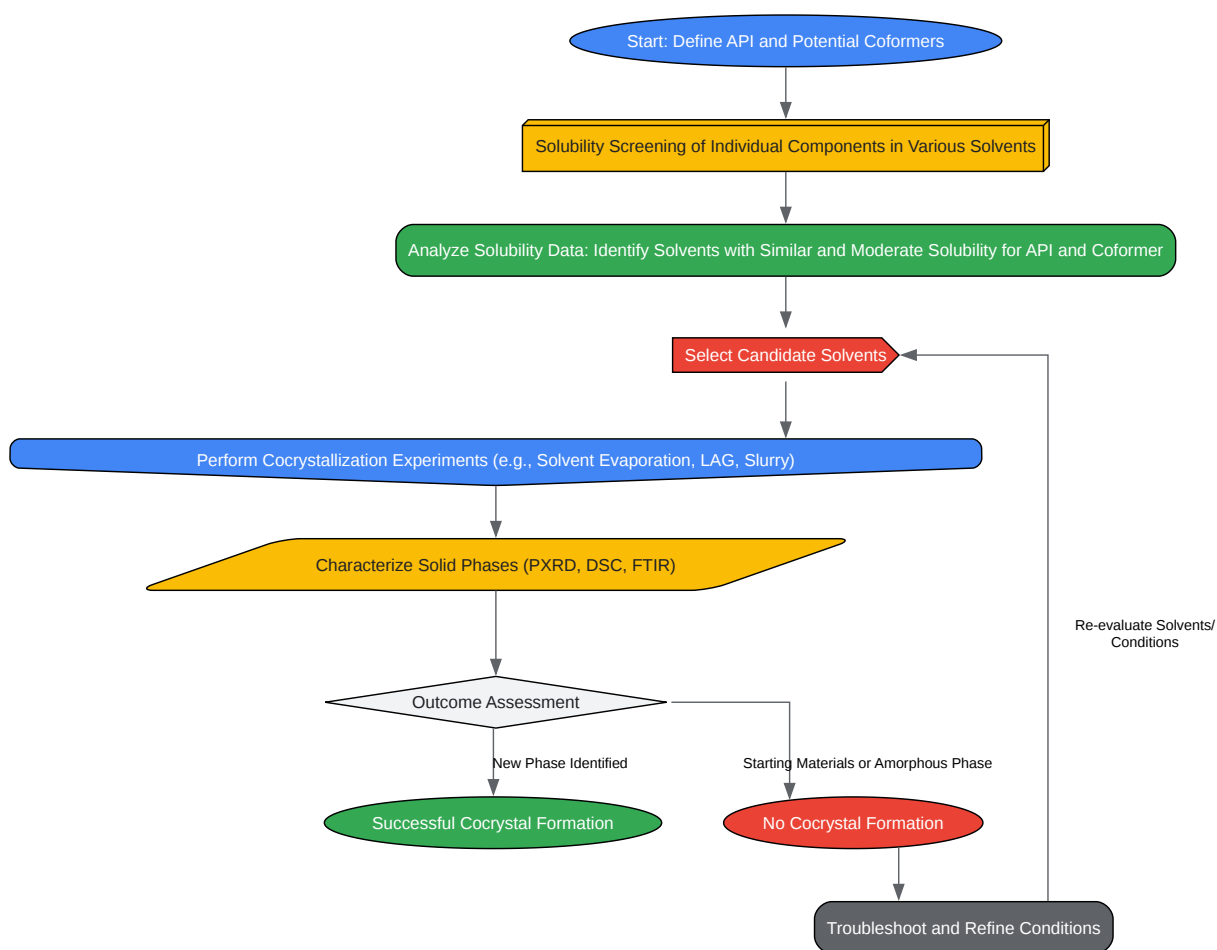 Start: Define API and Potential Coformers
Solubility Screening of Individual Components in Various Solvents
Analyze Solubility Data: Identify Solvents with Similar and Moderate Solubility for API and Coformer
Select Candidate Solvents
Perform Cocrystallization Experiments (e.g., Solvent Evaporation, LAG, Slurry)
Characterize Solid Phases (PXRD, DSC, FTIR)
Re-evaluate Solvents/
Conditions
Outcome Assessment
New Phase Identified
Starting Materials or Amorphous Phase
Successful Cocrystal Formation
No Cocrystal Formation
Troubleshoot and Refine Conditions